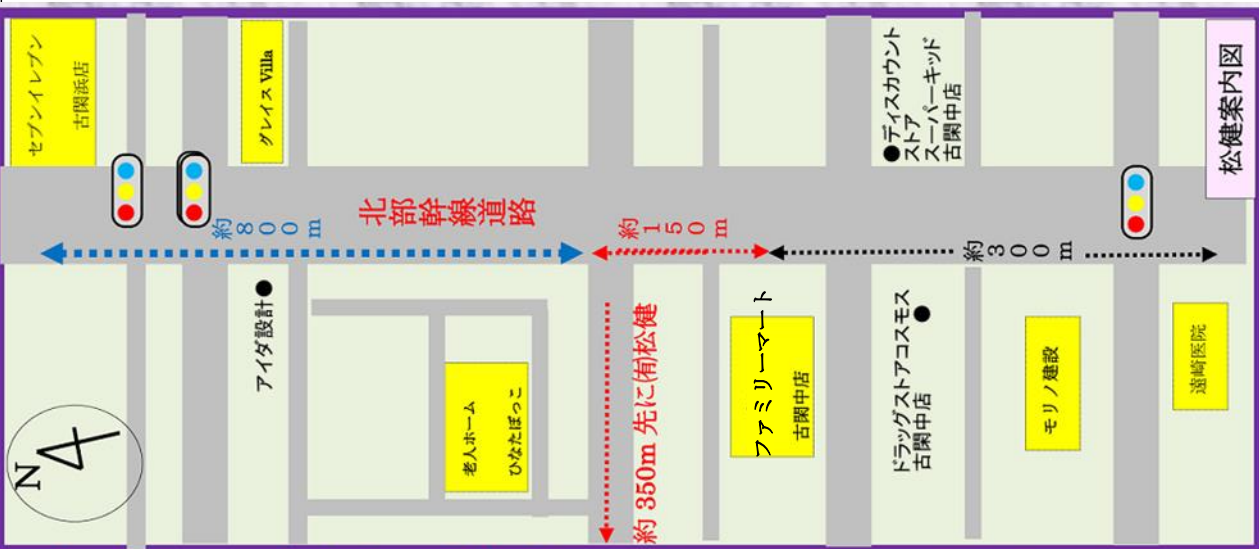 松健案内図
セブンイレブン
古閑浜店
グレイス Villa
●ディスカウント
ストア
スーパーキッド
古閑中店
北部幹線道路
約800m
約150m
約300m
アイダ設計●
老人ホーム
ひなたぼっこ
約 350m 先に㈲松健
ファミリーマート
古閑中店
ドラッグストアコスモス●
古閑中店
モリノ建設
遠崎医院
N